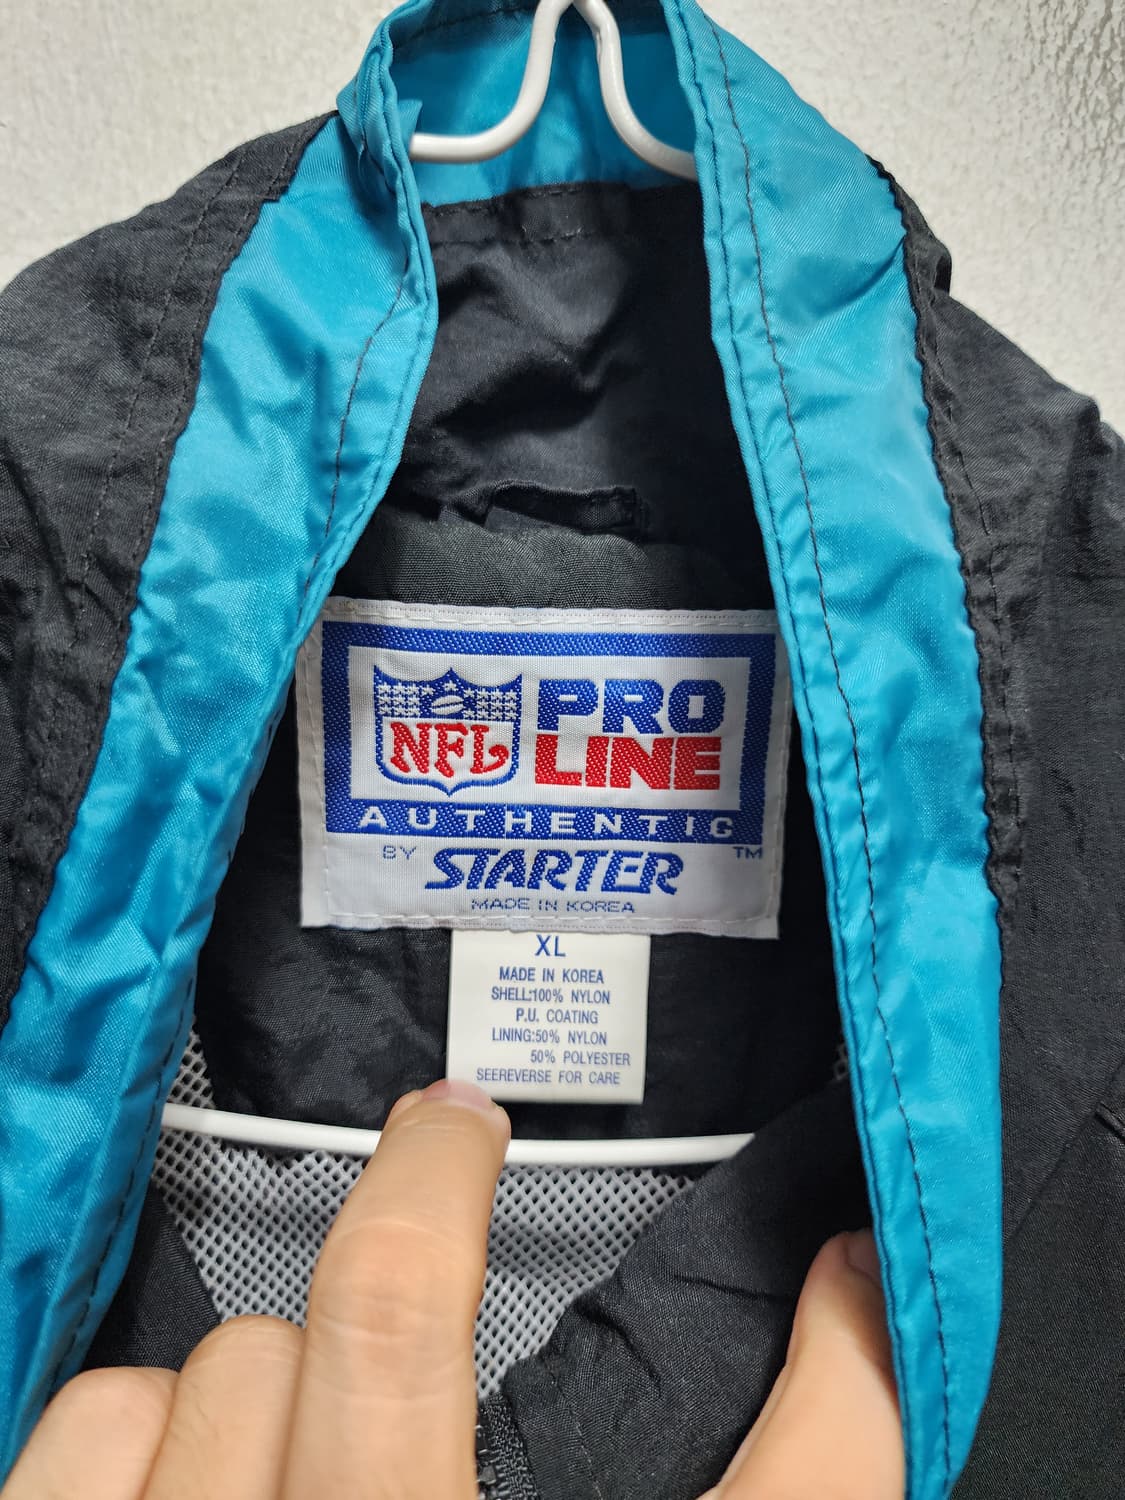 NFL
PRO
LINE
AUTHENTIC
BY STARTER TM
MADE IN KOREA
XL
MADE IN KOREA
SHELL:100% NYLON
P.U. COATING
LINING:50% NYLON
50% POLYESTER
SEEREVERSE FOR CARE